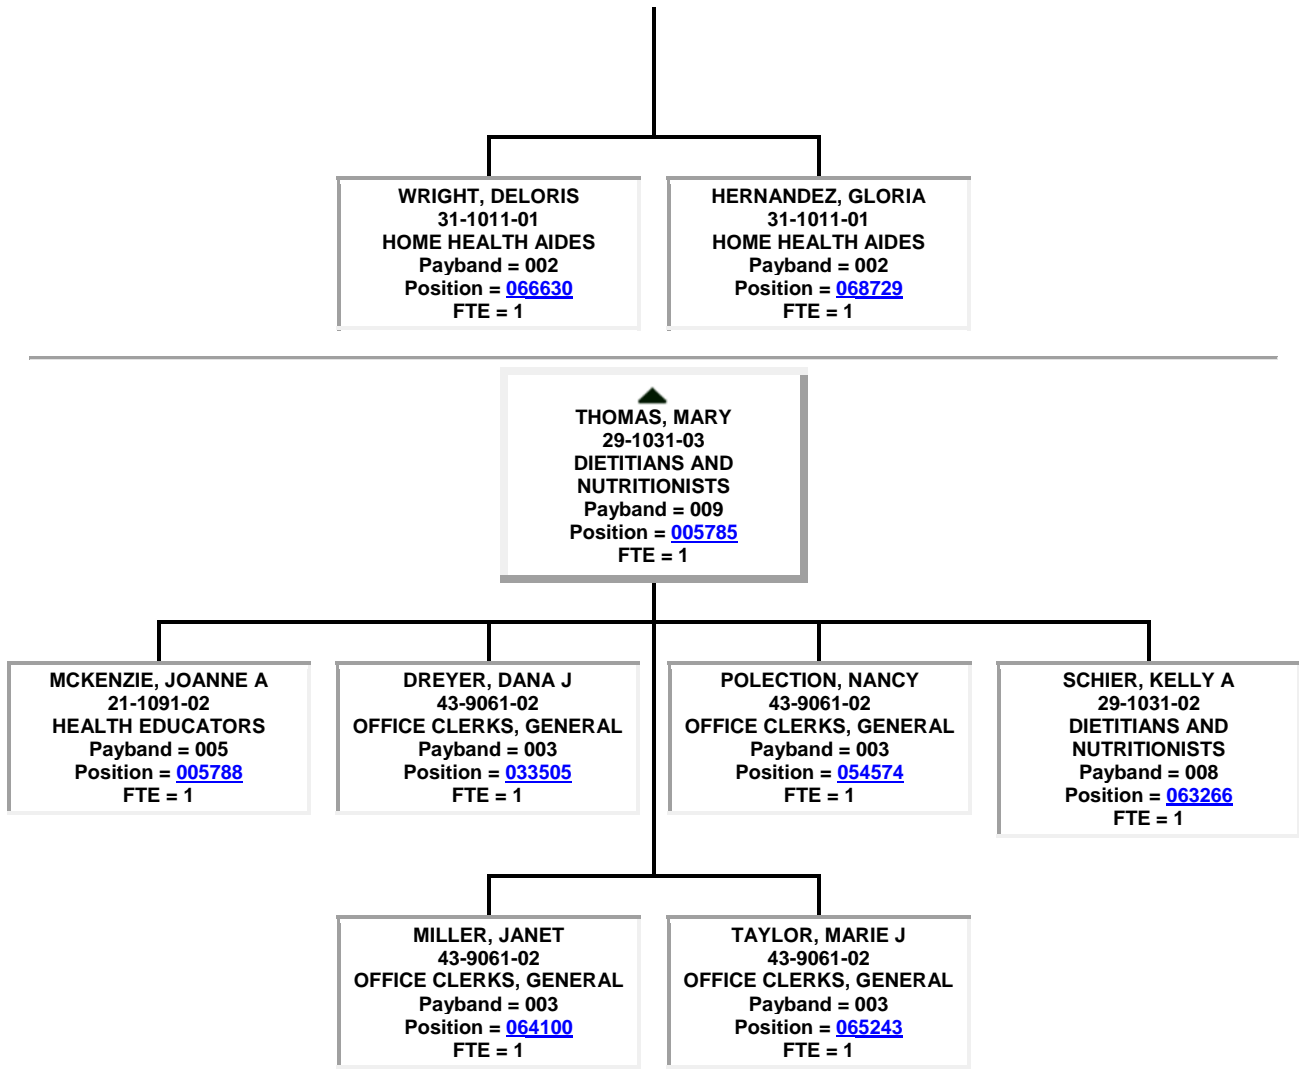 WRIGHT, DELORIS
31-1011-01
HOME HEALTH AIDES
Payband = 002
Position = 066630
FTE = 1
HERNANDEZ, GLORIA
31-1011-01
HOME HEALTH AIDES
Payband = 002
Position = 068729
FTE = 1
THOMAS, MARY
29-1031-03
DIETITIANS AND
NUTRITIONISTS
Payband = 009
Position = 005785
FTE = 1
MCKENZIE, JOANNE A
21-1091-02
HEALTH EDUCATORS
Payband = 005
Position = 005788
FTE = 1
DREYER, DANA J
43-9061-02
OFFICE CLERKS, GENERAL
Payband = 003
Position = 033505
FTE = 1
POLECTION, NANCY
43-9061-02
OFFICE CLERKS, GENERAL
Payband = 003
Position = 054574
FTE = 1
SCHIER, KELLY A
29-1031-02
DIETITIANS AND
NUTRITIONISTS
Payband = 008
Position = 063266
FTE = 1
MILLER, JANET
43-9061-02
OFFICE CLERKS, GENERAL
Payband = 003
Position = 064100
FTE = 1
TAYLOR, MARIE J
43-9061-02
OFFICE CLERKS, GENERAL
Payband = 003
Position = 065243
FTE = 1